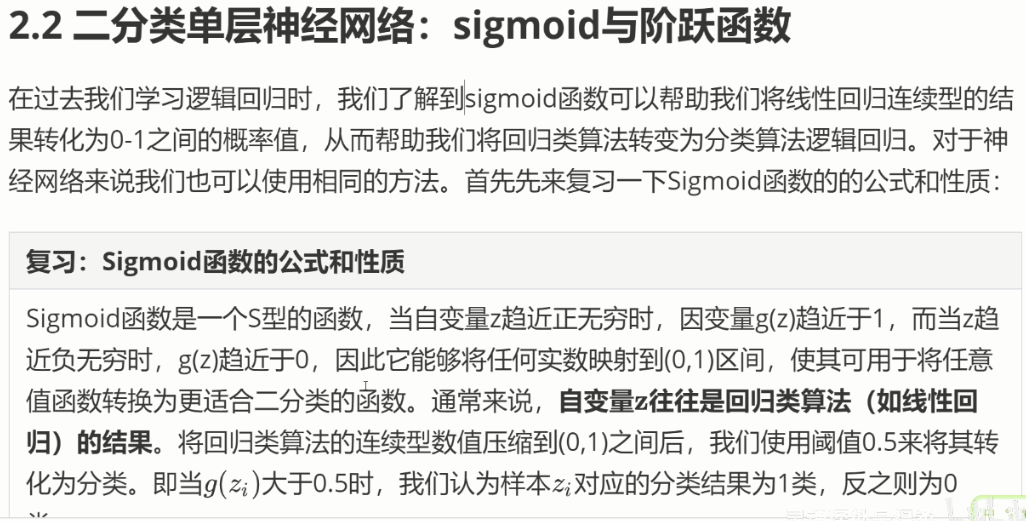 2.2 二分类单层神经网络：sigmoid与阶跃函数
在过去我们学习逻辑回归时，我们了解到sigmoid函数可以帮助我们将线性回归连续型的结
果转化为0-1之间的概率值，从而帮助我们将回归类算法转变为分类算法逻辑回归。对于神
经网络来说我们也可以使用相同的方法。首先先来复习一下Sigmoid函数的的公式和性质：
复习：Sigmoid函数的公式和性质
Sigmoid函数是一个S型的函数，当自变量z趋近正无穷时，因变量g(z)趋近于1，而当z趋
近负无穷时，g(z)趋近于0，因此它能够将任何实数映射到(0,1)区间，使其可用于将任意
值函数转换为更适合二分类的函数。通常来说，自变量z往往是回归类算法（如线性回
归）的结果。将回归类算法的连续型数值压缩到(0,1)之间后，我们使用阈值0.5来将其转
化为分类。即当g(z_i)大于0.5时，我们认为样本z_i对应的分类结果为1类，反之则为0